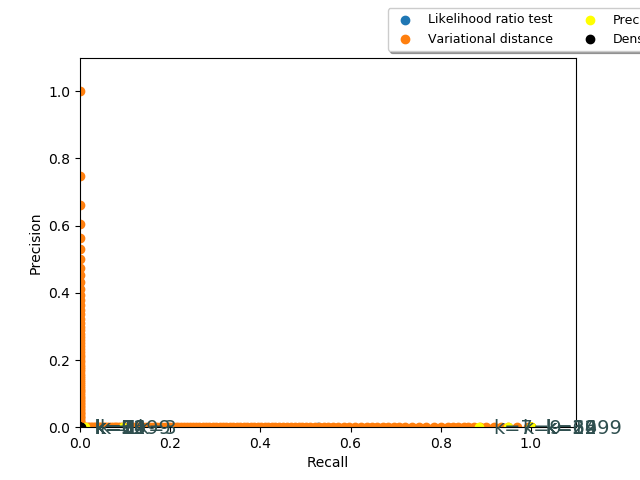 Likelihood ratio test
Variational distance
Prec
Dens
Precision
1.0
0.8
0.6
0.4
0.2
0.0
0.0 0.2 0.4 0.6 0.8 1.0
Recall